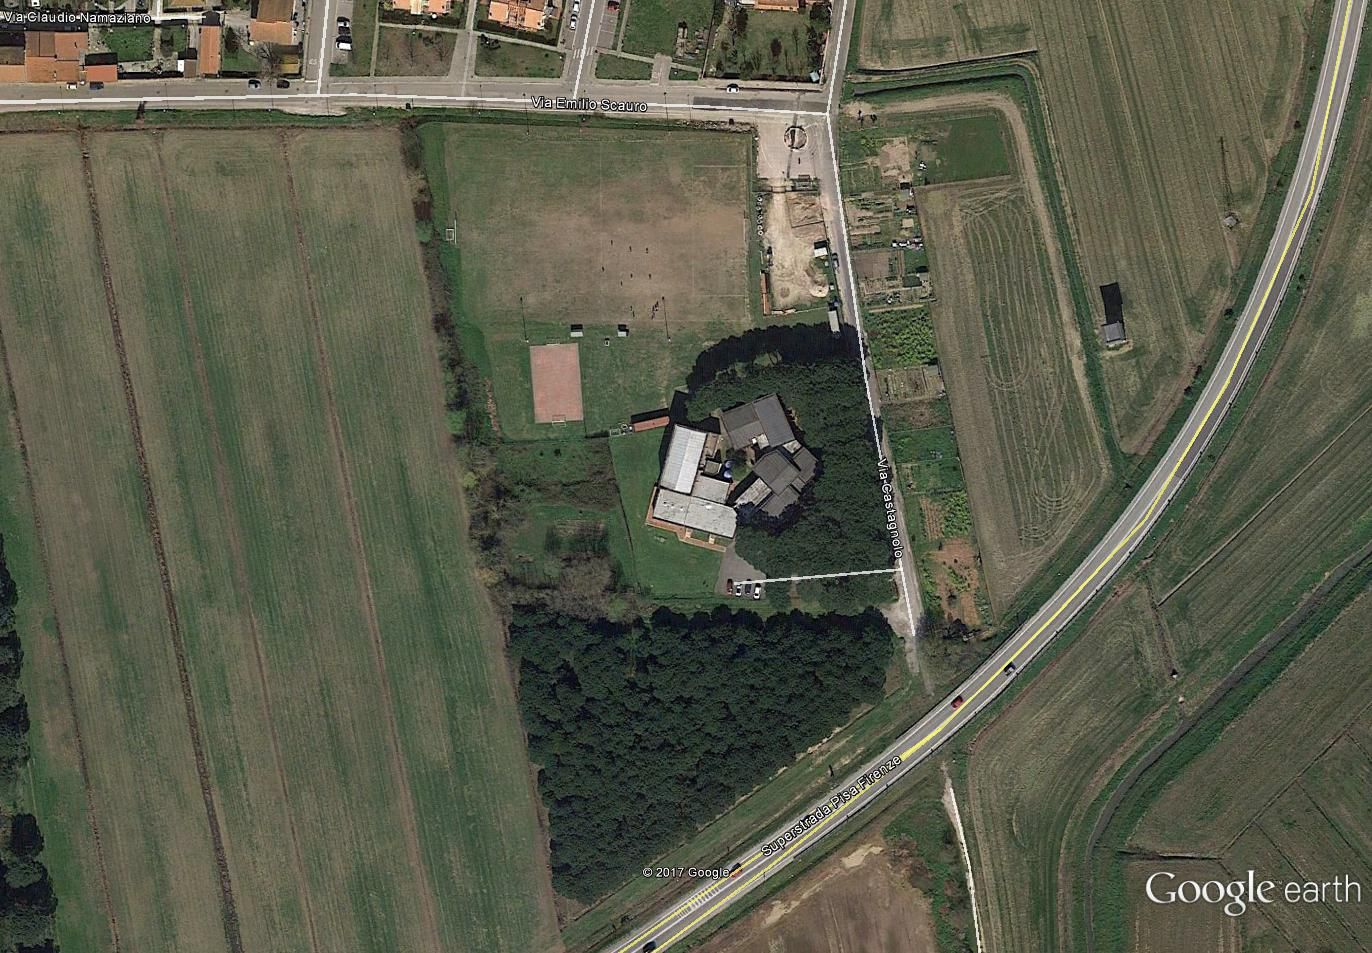 Via Claudio Namaziano
Via Emilio Scauro
Via Castagnolo
Superstrada Pisa Firenze
© 2017 Google
Google earth